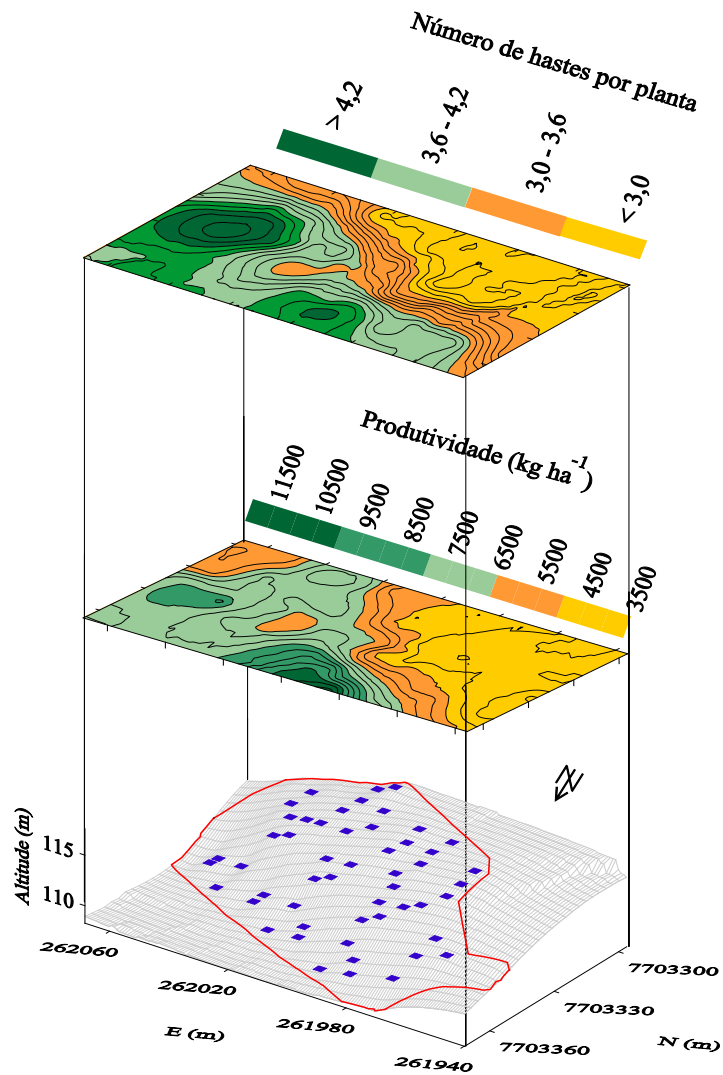 Número de hastes por planta
> 4,2
3,6 - 4,2
3,0 - 3,6
< 3,0
Produtividade (kg ha⁻¹)
11500
10500
9500
8500
7500
6500
5500
4500
3500
Altitude (m)
115
110
262060
262020
261980
261940
E (m)
7703300
7703330
7703360
N (m)